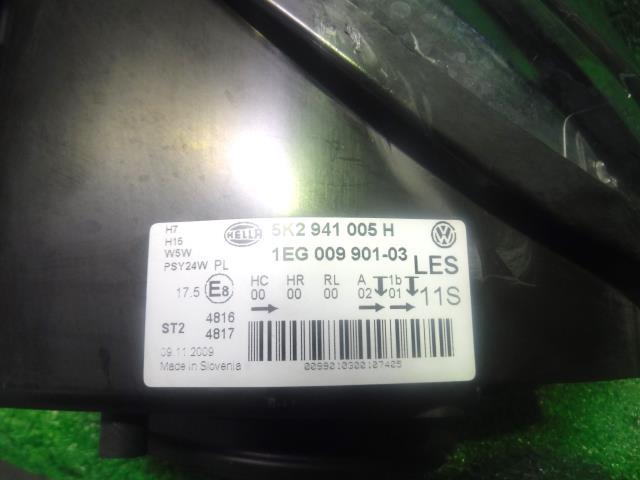 H7
H15
W5W
PSY24W PL
HELLA 5K2 941 005 H
1EG 009 901-03
LES
17.5 E8
HC HR RL A 1b
00 00 00 02 01
11S
ST2
4816
4817
09.11.2009
Made in Slovenia
0099010300107405